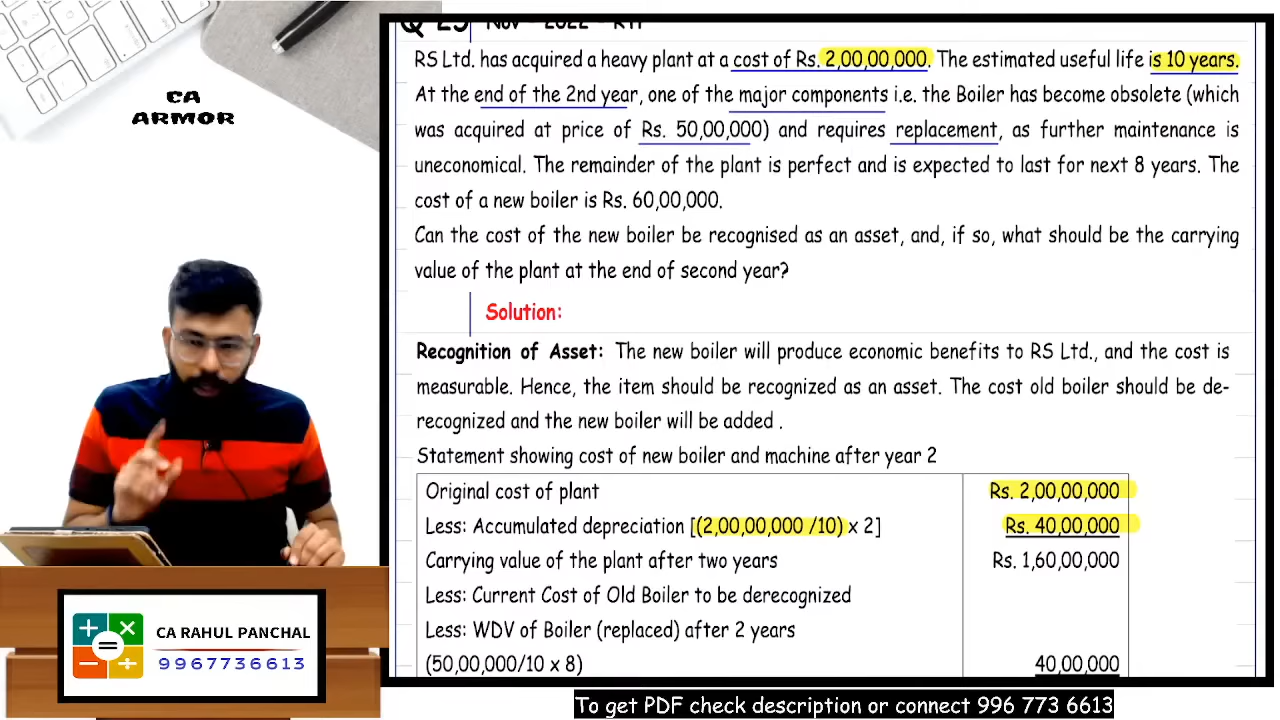 Q 25 Nov - 2022 - RTP
RS Ltd. has acquired a heavy plant at a cost of Rs. 2,00,00,000. The estimated useful life is 10 years.
At the end of the 2nd year, one of the major components i.e. the Boiler has become obsolete (which
was acquired at price of Rs. 50,00,000) and requires replacement, as further maintenance is
uneconomical. The remainder of the plant is perfect and is expected to last for next 8 years. The
cost of a new boiler is Rs. 60,00,000.
Can the cost of the new boiler be recognised as an asset, and, if so, what should be the carrying
value of the plant at the end of second year?
Solution:
Recognition of Asset: The new boiler will produce economic benefits to RS Ltd., and the cost is
measurable. Hence, the item should be recognized as an asset. The cost old boiler should be de-
recognized and the new boiler will be added .
Statement showing cost of new boiler and machine after year 2
Original cost of plant Rs. 2,00,00,000
Less: Accumulated depreciation [(2,00,00,000 /10) x 2] Rs. 40,00,000
Carrying value of the plant after two years Rs. 1,60,00,000
Less: Current Cost of Old Boiler to be derecognized
Less: WDV of Boiler (replaced) after 2 years
(50,00,000/10 x 8) 40,00,000
CA
ARMOR
CA RAHUL PANCHAL
9967736613
To get PDF check description or connect 996 773 6613